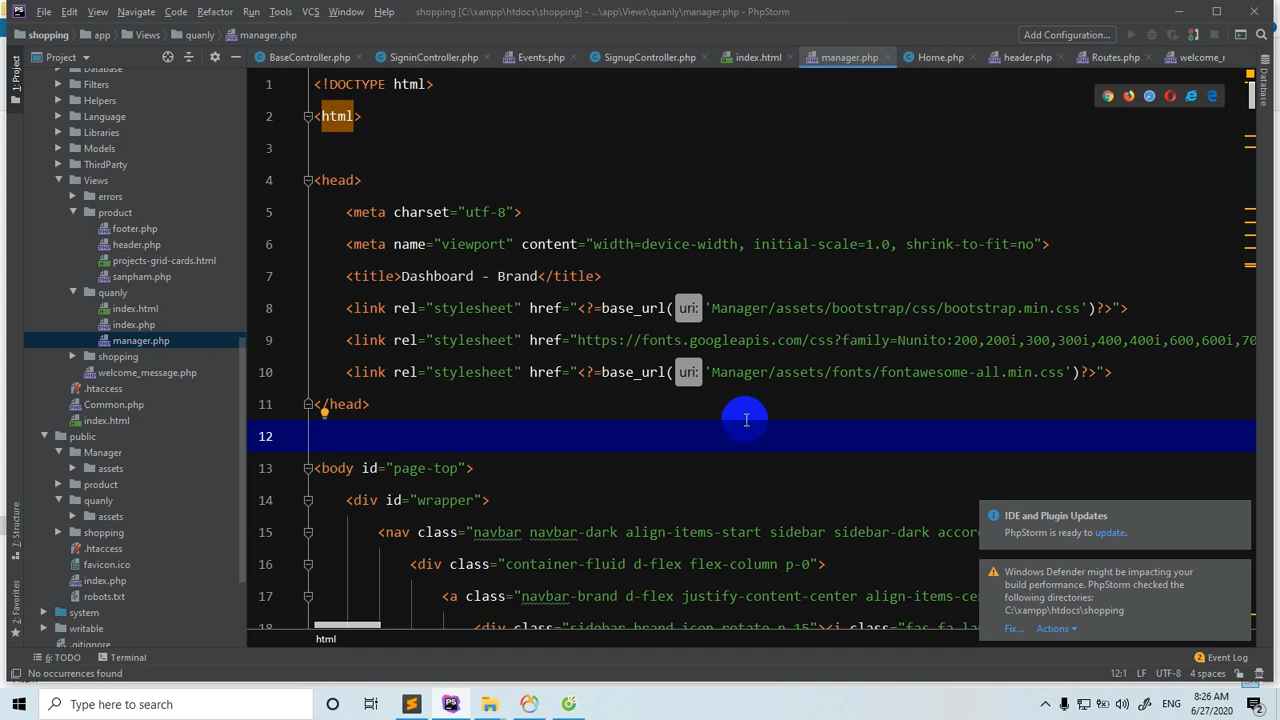 File Edit View Navigate Code Refactor Run Tools VCS Window Help shopping [C:\xampp\htdocs\shopping] - ...\app\Views\quanly\manager.php - PhpStorm
shopping app Views quanly manager.php Add Configuration...
Project BaseController.php SigninController.php Events.php SignupController.php index.html manager.php Home.php header.php Routes.php
1: Project
Database
Database
Filters
Helpers
Language
Libraries
Models
ThirdParty
Views
errors
product
footer.php
header.php
projects-grid-cards.html
sanpham.php
quanly
index.html
index.php
manager.php
shopping
welcome_message.php
.htaccess
Common.php
index.html
public
Manager
assets
product
quanly
assets
shopping
.htaccess
favicon.ico
index.php
robots.txt
system
writable
.gitignore
7: Structure
2: Favorites
1 <!DOCTYPE html>
2 <html>
3
4 <head>
5 <meta charset="utf-8">
6 <meta name="viewport" content="width=device-width, initial-scale=1.0, shrink-to-fit=no">
7 <title>Dashboard - Brand</title>
8 <link rel="stylesheet" href="<?=base_url( uri: 'Manager/assets/bootstrap/css/bootstrap.min.css')?>">
9 <link rel="stylesheet" href="https://fonts.googleapis.com/css?family=Nunito:200,200i,300,300i,400,400i,600,600i,70
10 <link rel="stylesheet" href="<?=base_url( uri: 'Manager/assets/fonts/fontawesome-all.min.css')?>">
11 </head>
12
13 <body id="page-top">
14 <div id="wrapper">
15 <nav class="navbar navbar-dark align-items-start sidebar sidebar-dark accor
16 <div class="container-fluid d-flex flex-column p-0">
17 <a class="navbar-brand d-flex justify-content-center align-items-cen
18
html
IDE and Plugin Updates
PhpStorm is ready to update.
Windows Defender might be impacting your
build performance. PhpStorm checked the
following directories:
C:\xampp\htdocs\shopping
Fix... Actions
6: TODO Terminal 2 Event Log
No occurrences found 12:1 LF UTF-8 4 spaces
Type here to search ENG 8:26 AM
6/27/2020 2